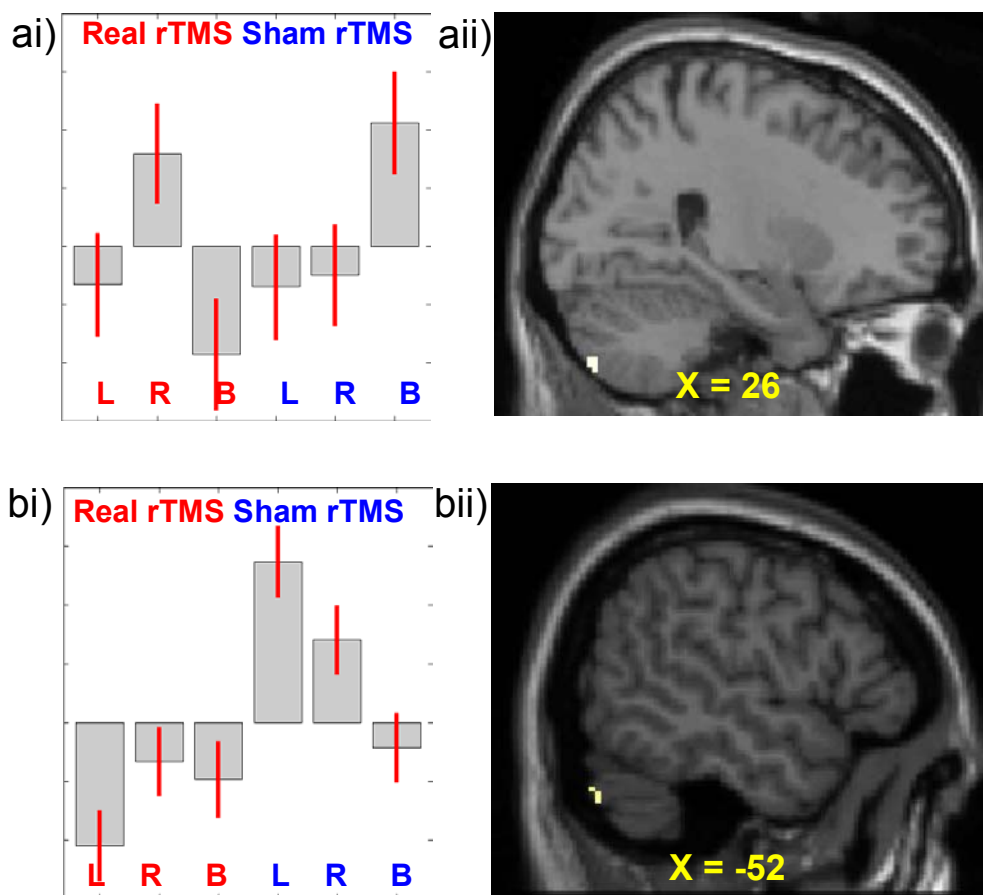 ai)
Real rTMS Sham rTMS
L R B L R B
aii)
X = 26
bi)
Real rTMS Sham rTMS
L R B L R B
bii)
X = -52